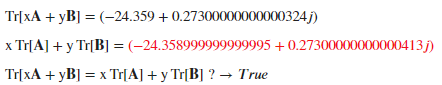 Tr[xA + yB] = (−24.359 + 0.27300000000000324j)
x Tr[A] + y Tr[B] = (−24.358999999999995 + 0.27300000000000413j)
Tr[xA + yB] = x Tr[A] + y Tr[B] ? → True